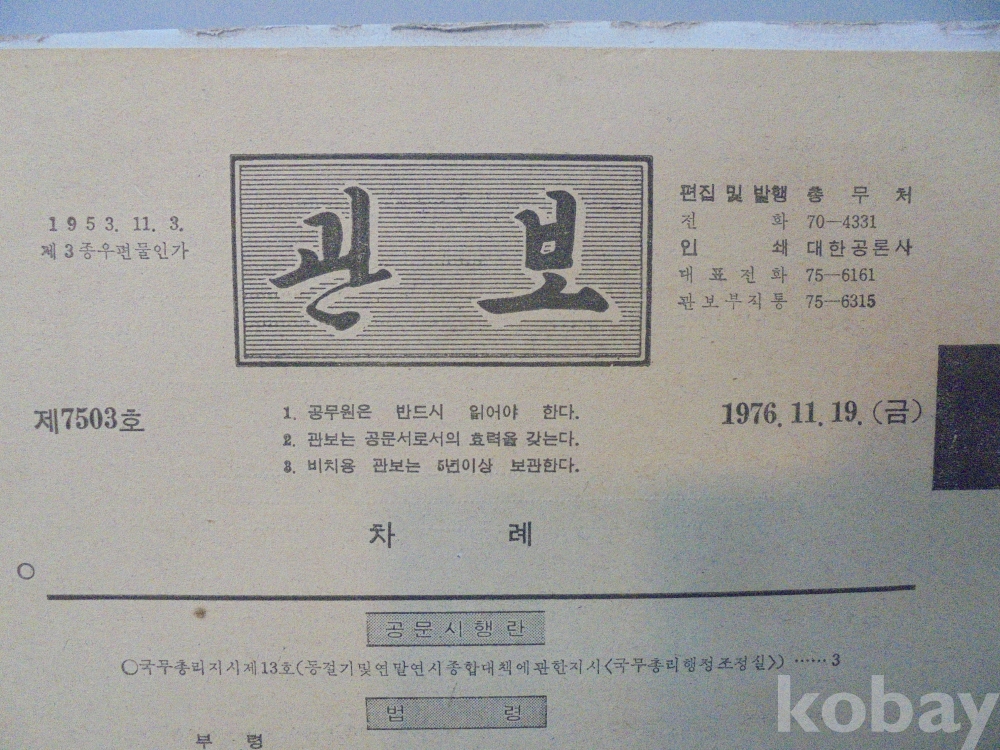 1953. 11. 3.
제3종우편물인가
관보
편집 및 발행 총무처
전화 70—4331
인쇄 대한공론사
대표전화 75—6161
관보부직통 75—6315
제7503호
1. 공무원은 반드시 읽어야 한다.
2. 관보는 공문서로서의 효력을 갖는다.
3. 비치용 관보는 5년이상 보관한다.
1976. 11. 19. (금)
차례
공문시행란
○국무총리지시제13호(동절기및연말연시종합대책에관한지시〈국무총리행정조정실〉) ……3
법령
부령
kobay